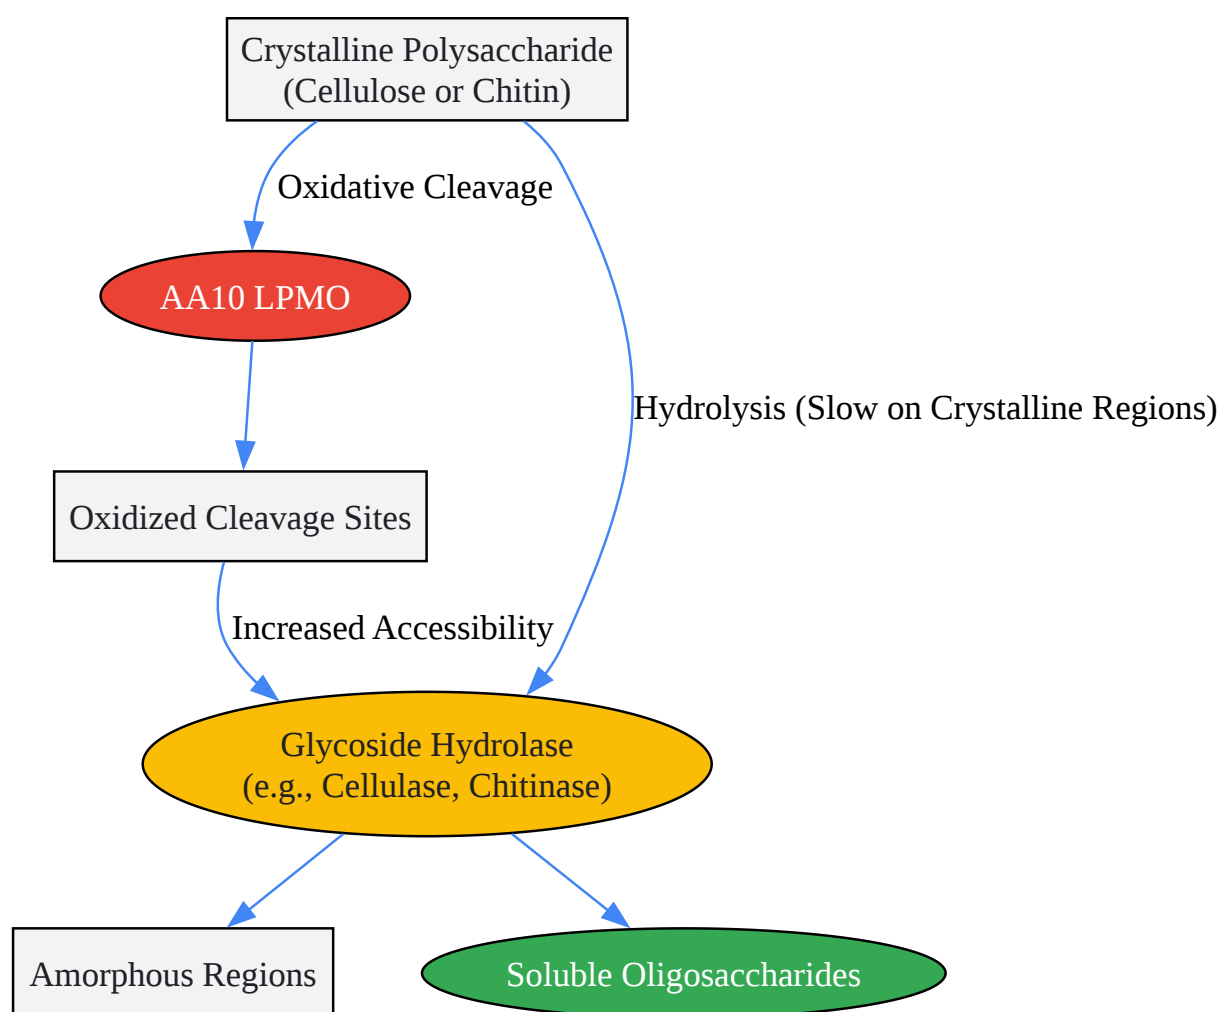 Crystalline Polysaccharide
(Cellulose or Chitin)
Oxidative Cleavage
AA10 LPMO
Hydrolysis (Slow on Crystalline Regions)
Oxidized Cleavage Sites
Increased Accessibility
Glycoside Hydrolase
(e.g., Cellulase, Chitinase)
Amorphous Regions
Soluble Oligosaccharides